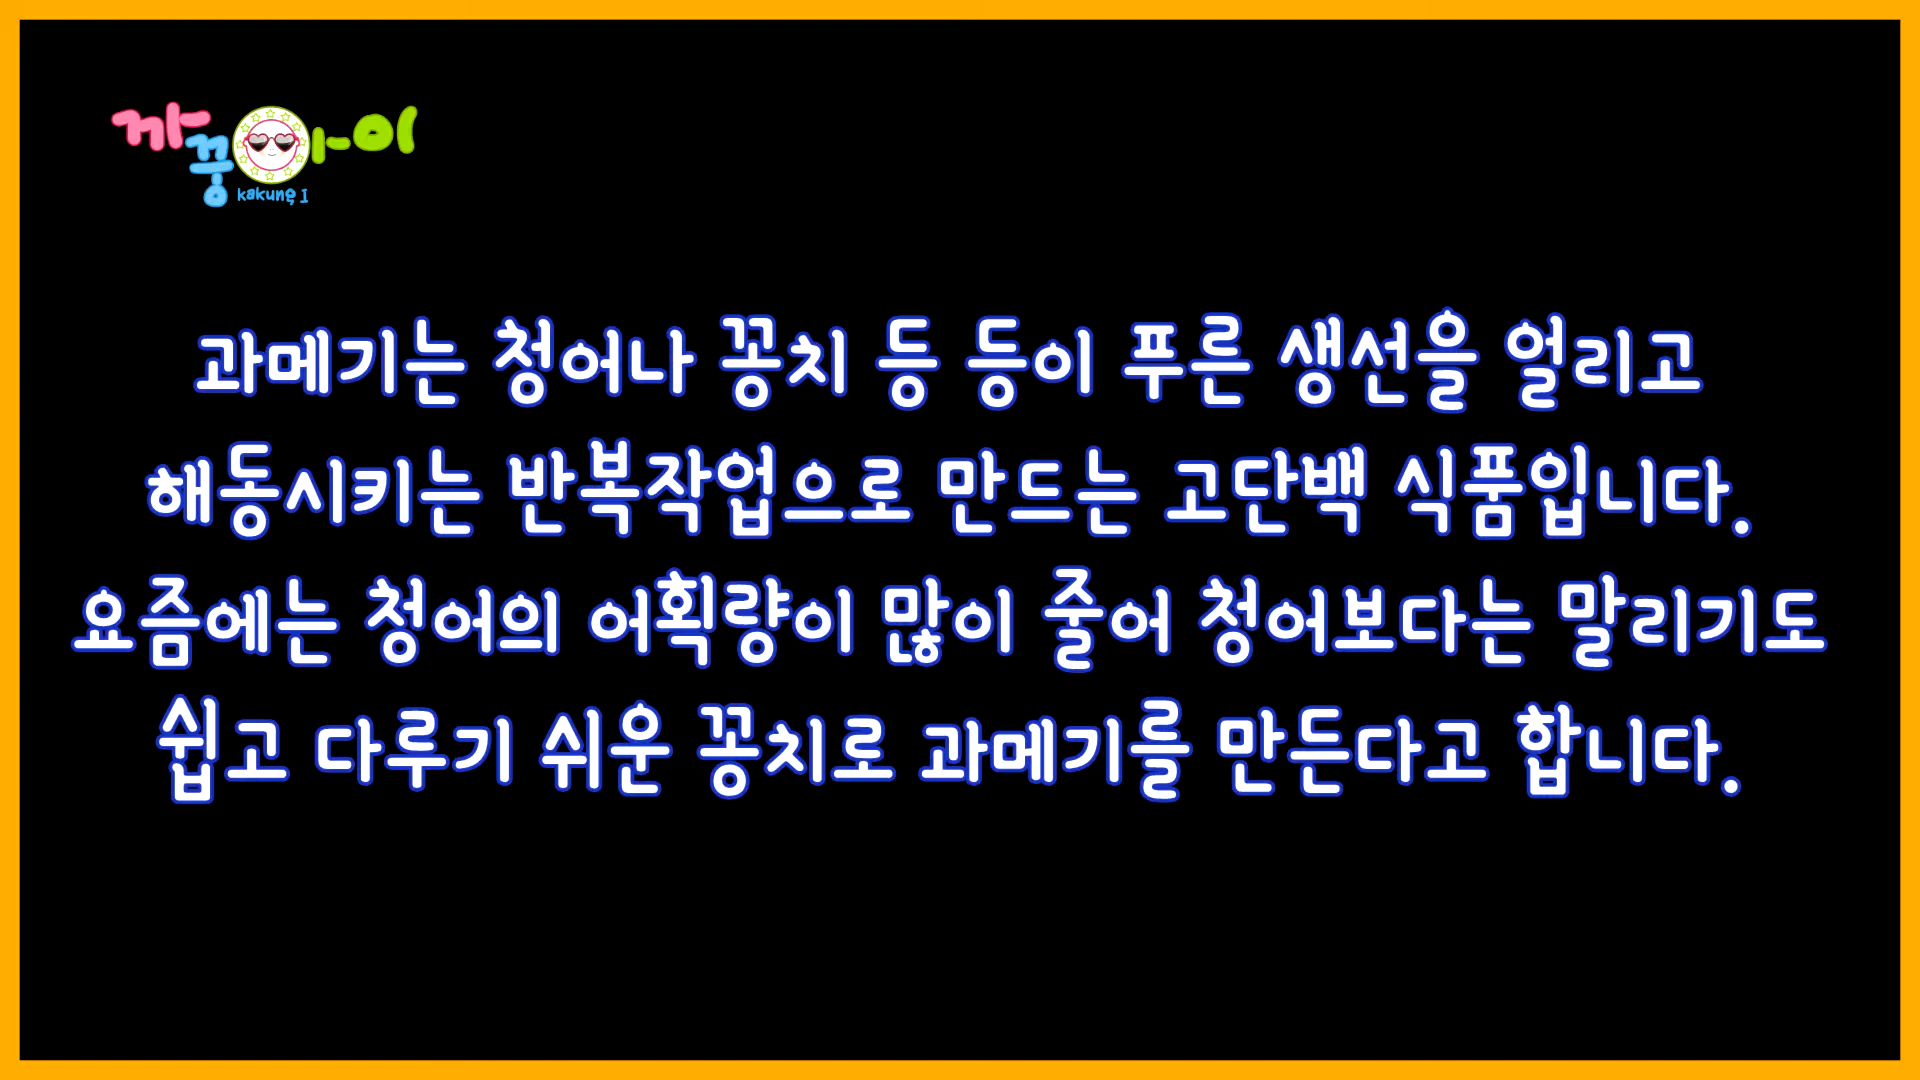 까꿍아이
kakung I
과메기는 청어나 꽁치 등 등이 푸른 생선을 얼리고
해동시키는 반복작업으로 만드는 고단백 식품입니다.
요즘에는 청어의 어획량이 많이 줄어 청어보다는 말리기도
쉽고 다루기 쉬운 꽁치로 과메기를 만든다고 합니다.